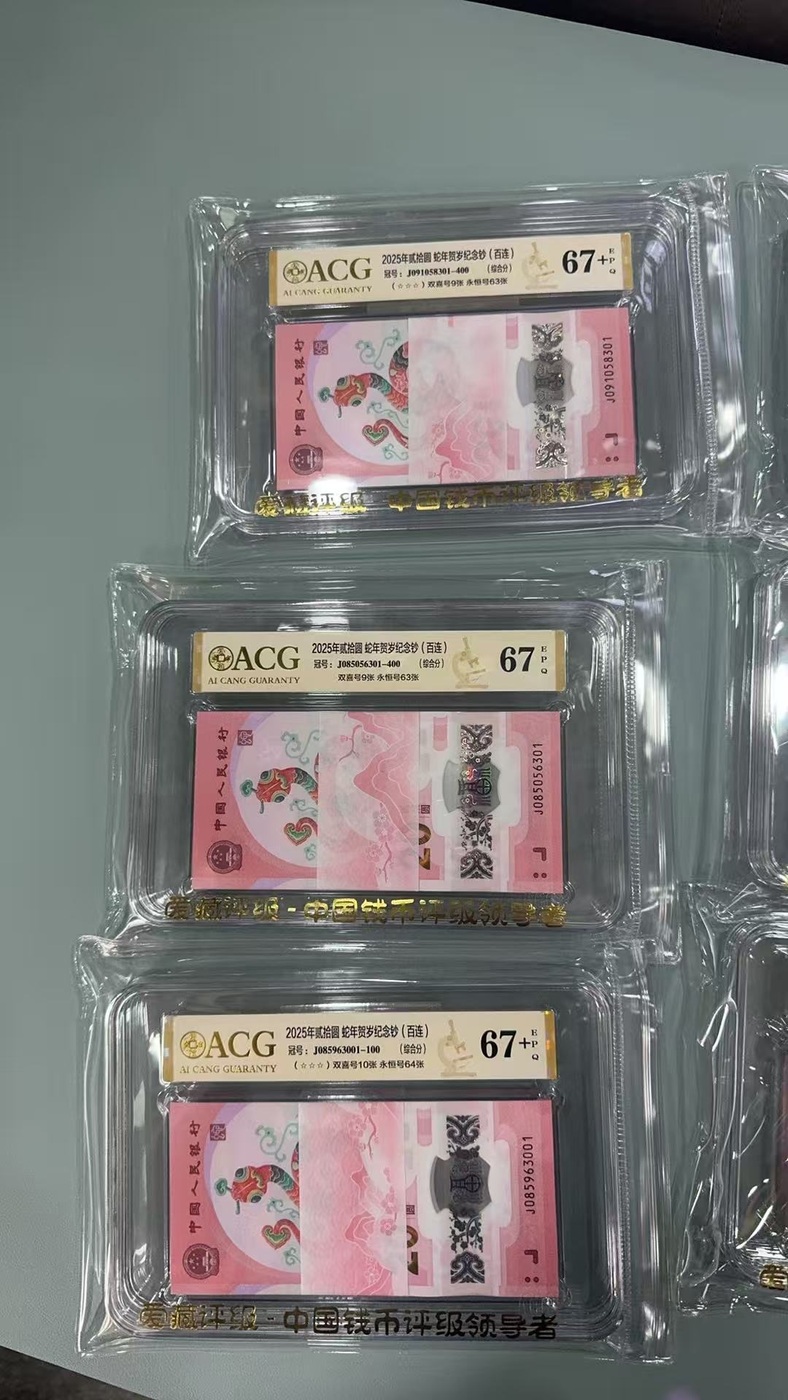 ACG
AI CANG GUARANTY
2025年贰拾圆 蛇年贺岁纪念钞（百连）
冠号：J091058301-400 （综合分）
（☆☆☆）双喜号9张 永恒号63张
67+
EPQ
中国人民银行
J091058301
爱藏评级-中国钱币评级领导者
ACG
AI CANG GUARANTY
2025年贰拾圆 蛇年贺岁纪念钞（百连）
冠号：J085056301-400 （综合分）
双喜号9张 永恒号63张
67
EPQ
中国人民银行
20
J085056301
爱藏评级-中国钱币评级领导者
ACG
AI CANG GUARANTY
2025年贰拾圆 蛇年贺岁纪念钞（百连）
冠号：J085963001-100 （综合分）
（☆☆☆）双喜号10张 永恒号64张
67+
EPQ
中国人民银行
20
J085963001
爱藏评级-中国钱币评级领导者